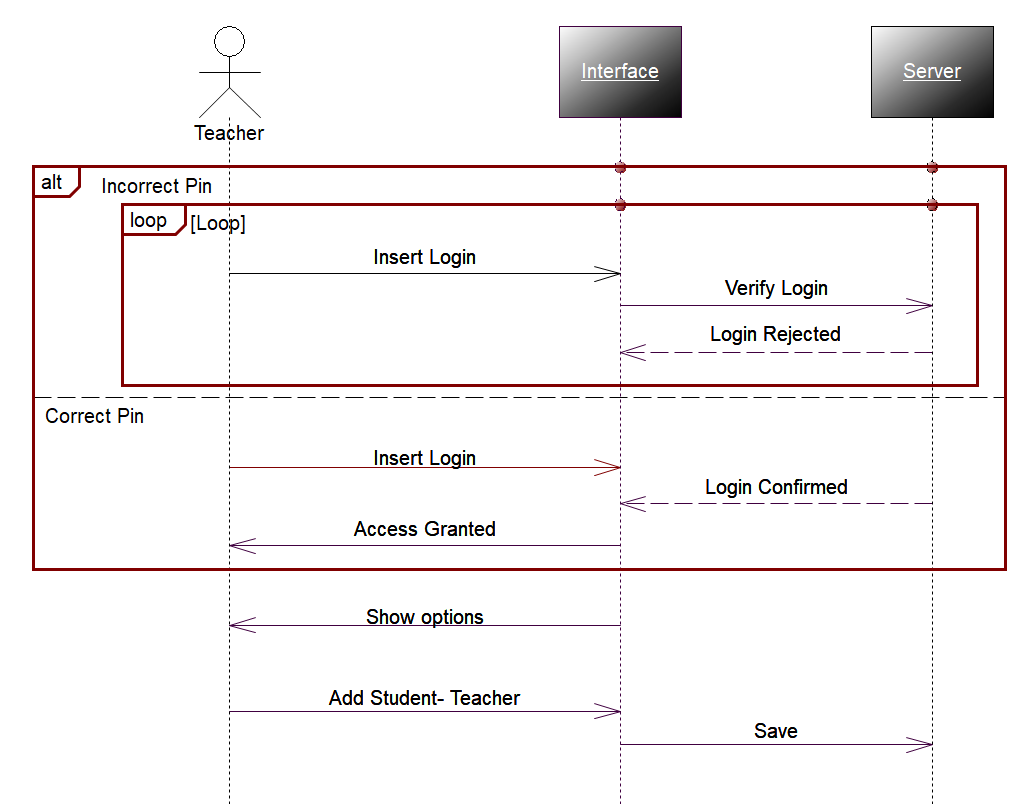 Interface
Server
Teacher
alt
Incorrect Pin
loop
[Loop]
Insert Login
Verify Login
Login Rejected
Correct Pin
Insert Login
Login Confirmed
Access Granted
Show options
Add Student- Teacher
Save